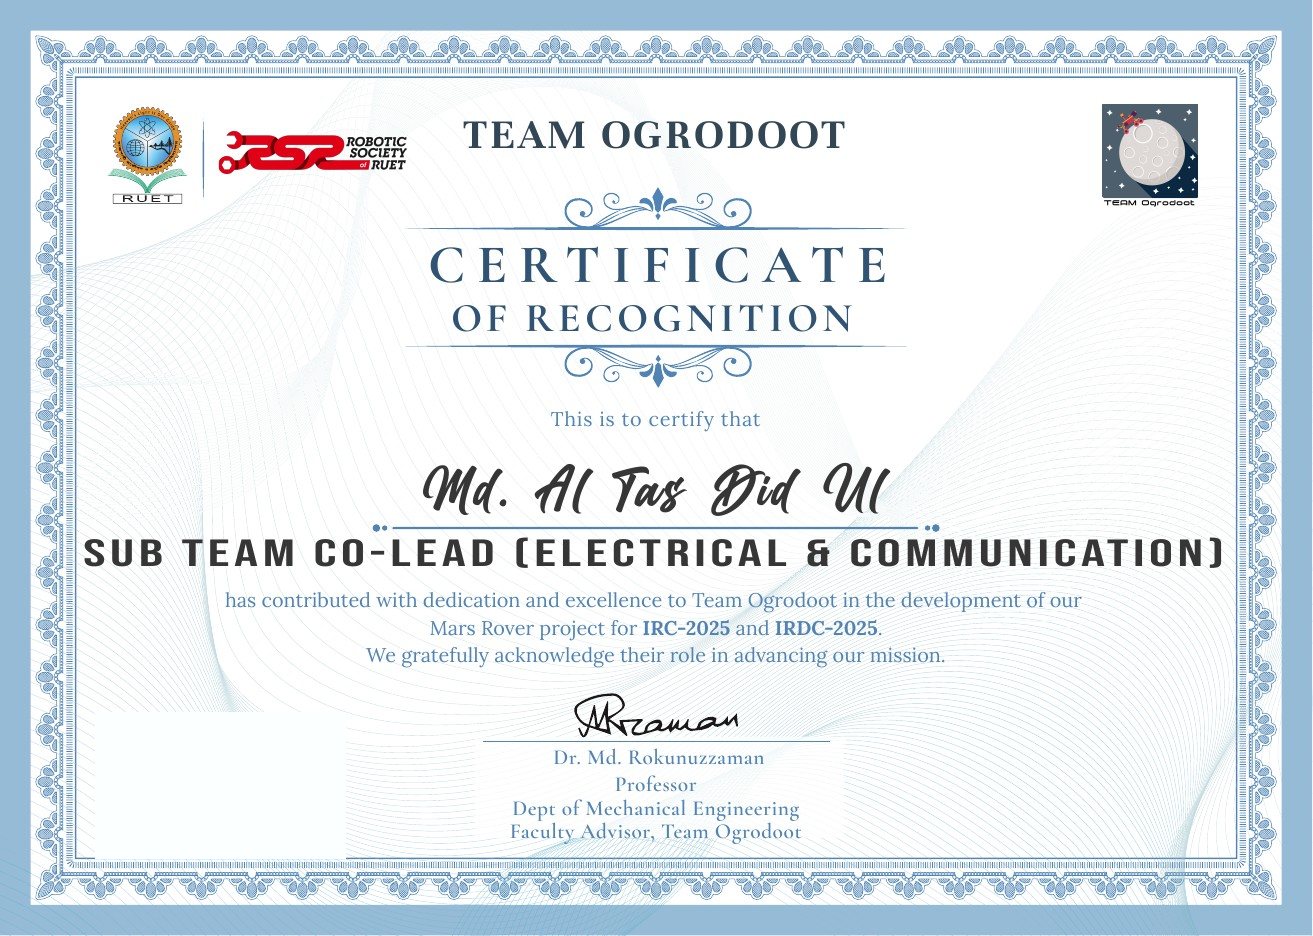 RUET
ROBOTIC
SOCIETY
of RUET
TEAM OGRODOOT
TEAM Ogrodoot
CERTIFICATE
OF RECOGNITION
This is to certify that
Md. Al Tas Did Ul
SUB TEAM CO-LEAD (ELECTRICAL & COMMUNICATION)
has contributed with dedication and excellence to Team Ogrodoot in the development of our
Mars Rover project for IRC-2025 and IRDC-2025.
We gratefully acknowledge their role in advancing our mission.
Dr. Md. Rokunuzzaman
Professor
Dept of Mechanical Engineering
Faculty Advisor, Team Ogrodoot